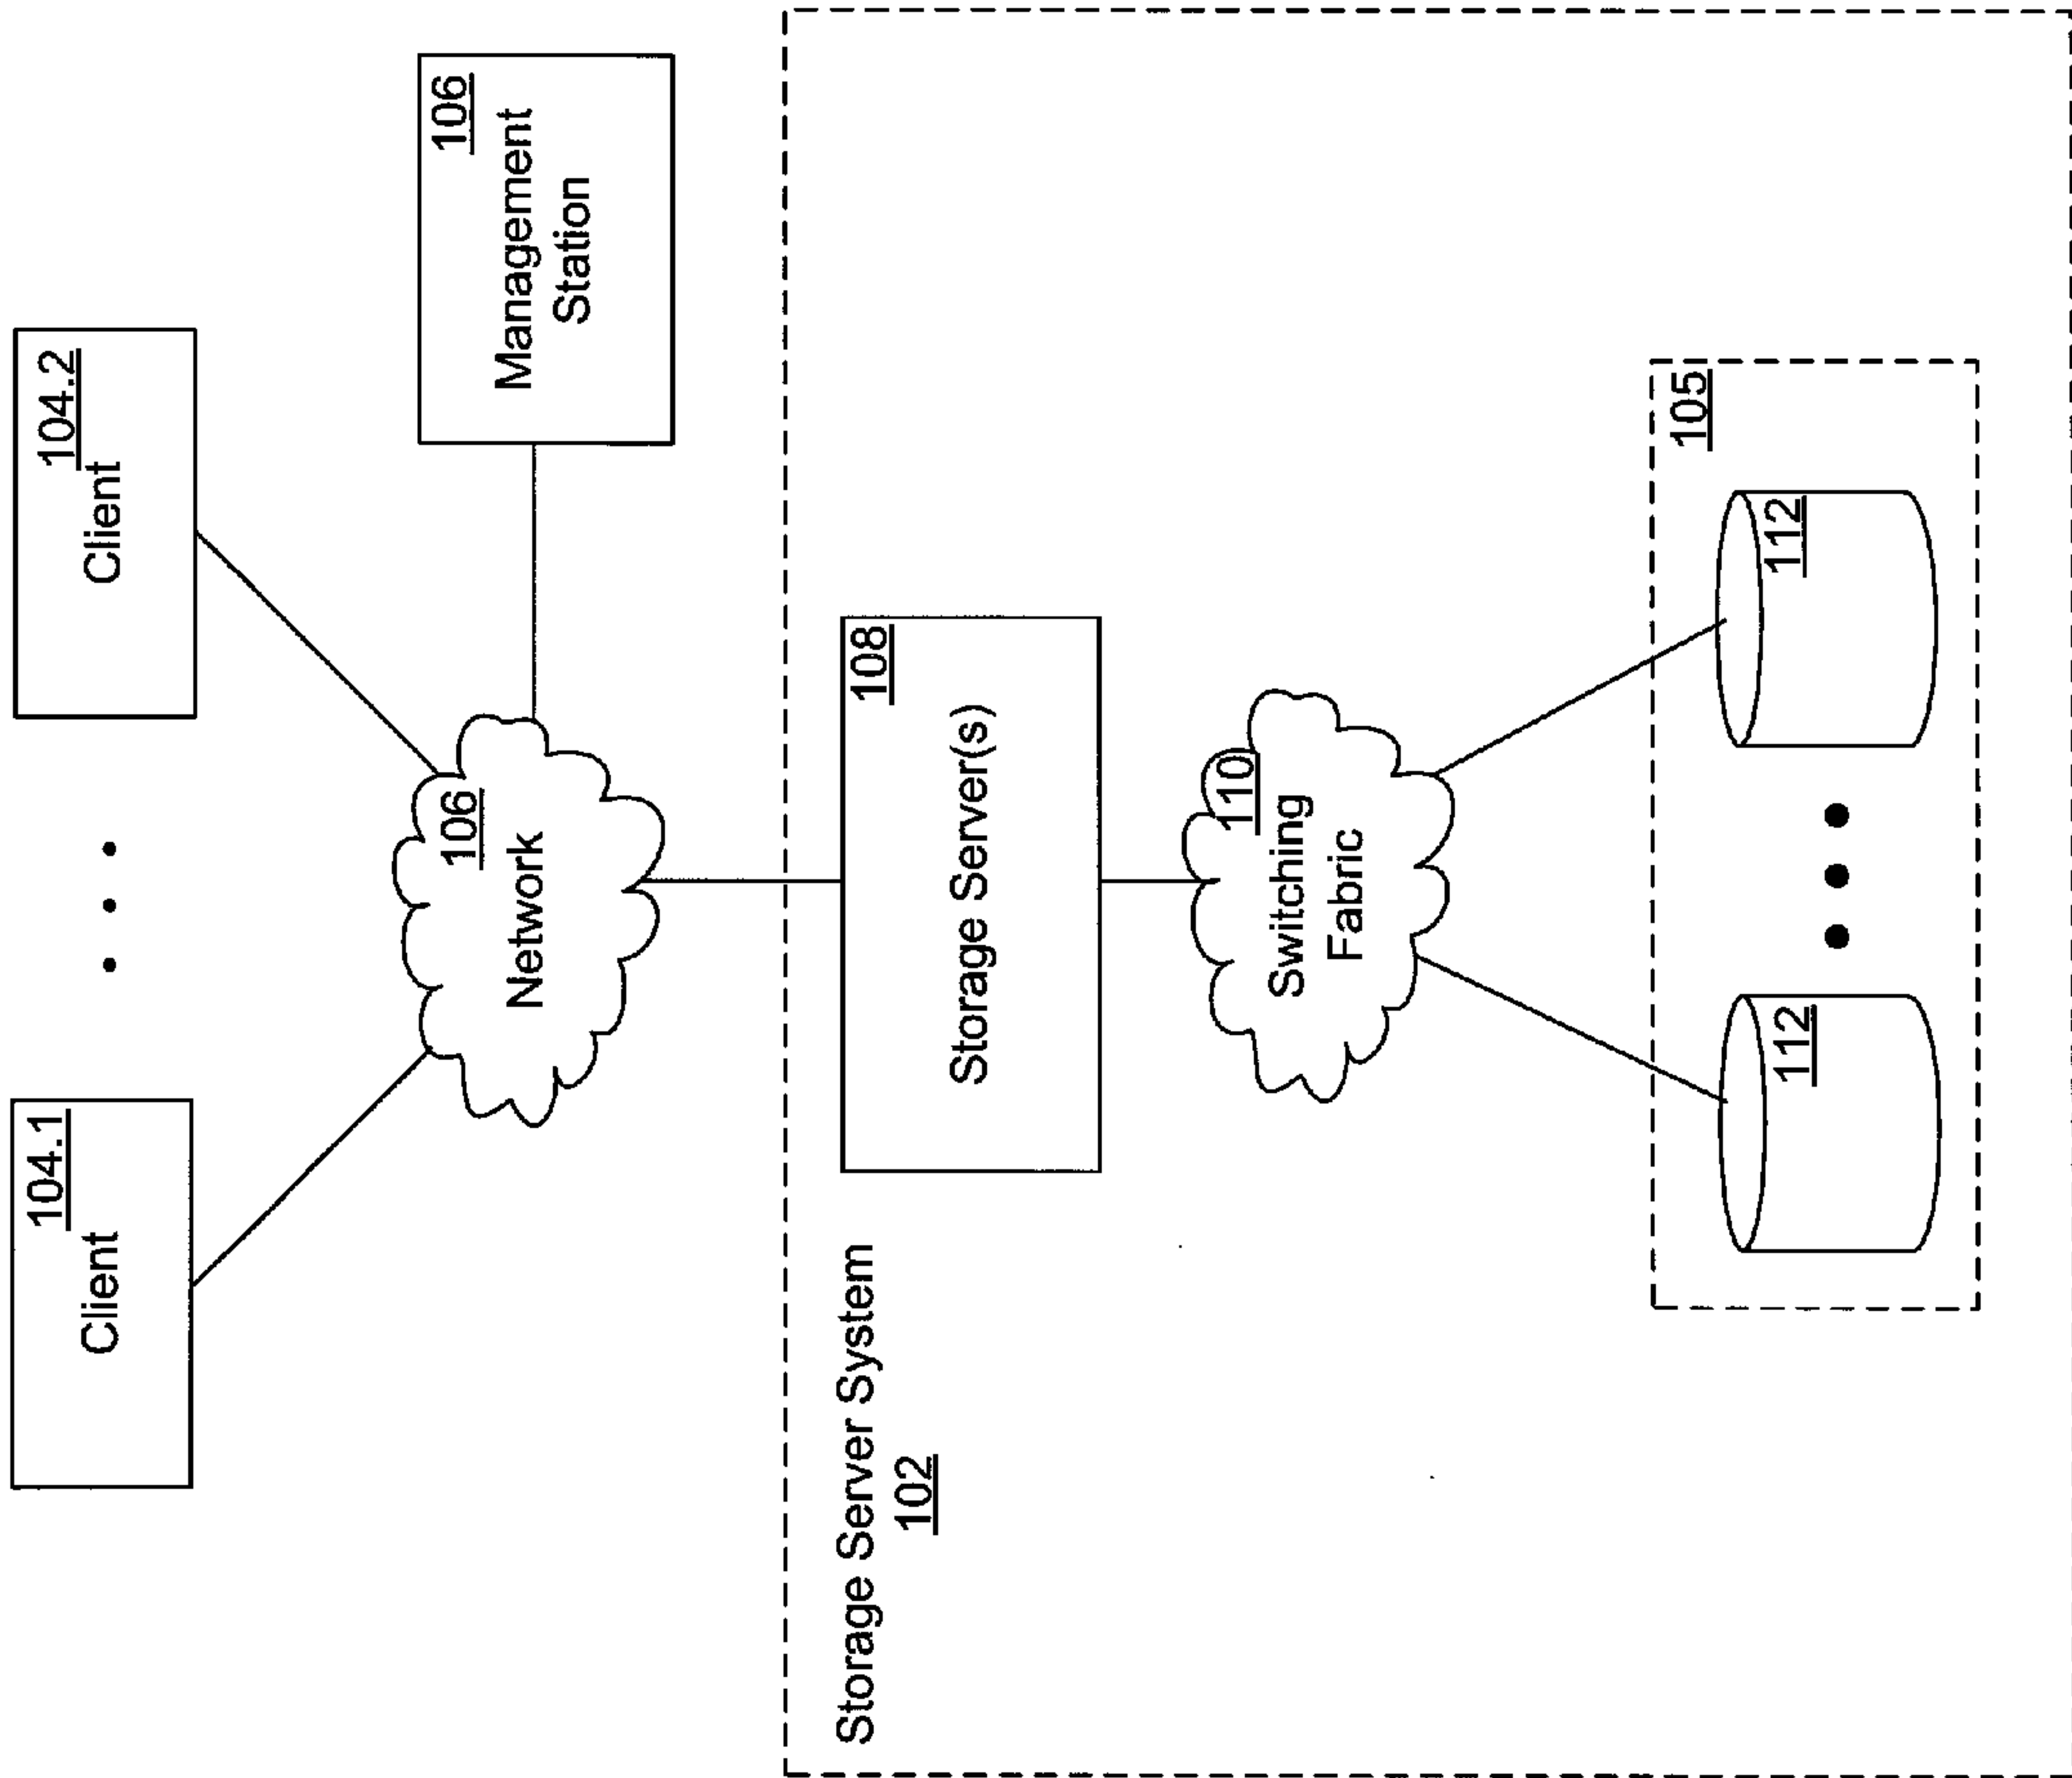 104.1
Client
104.2
Client
106
Network
106
Management
Station
Storage Server System
102
108
Storage Server(s)
110
Switching
Fabric
105
112
112